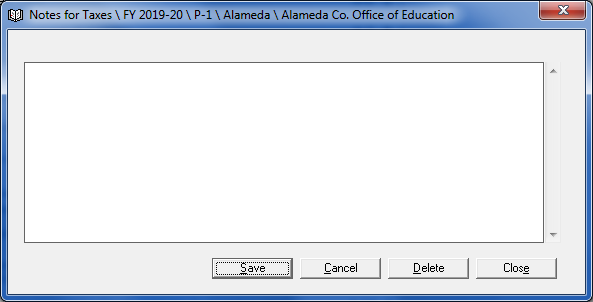 Notes for Taxes \ FY 2019-20 \ P-1 \ Alameda \ Alameda Co. Office of Education
Save Cancel Delete Close